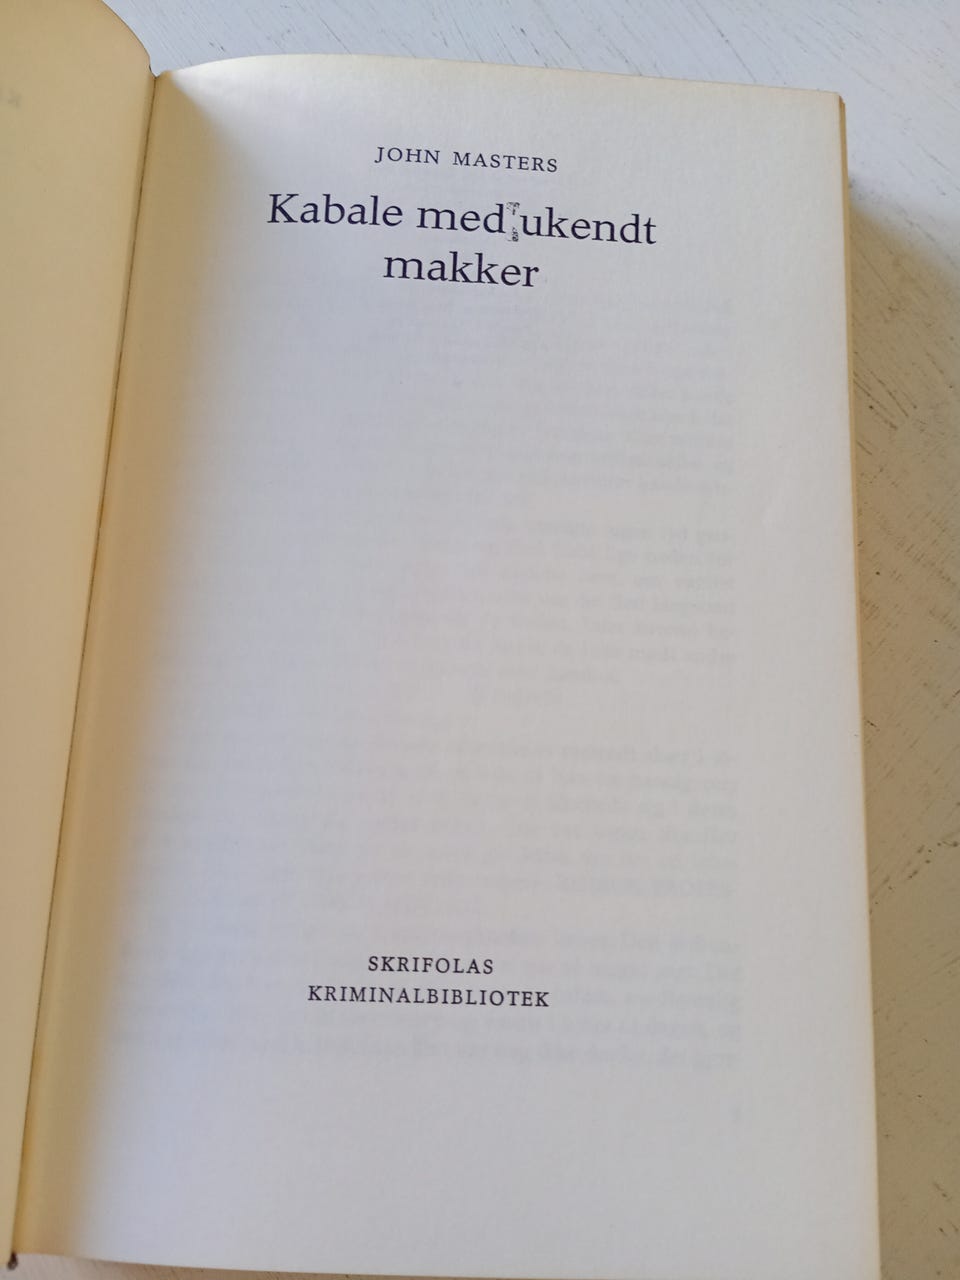 JOHN MASTERS
Kabale med ukendt
makker
SKRIFOLAS
KRIMINALBIBLIOTEK